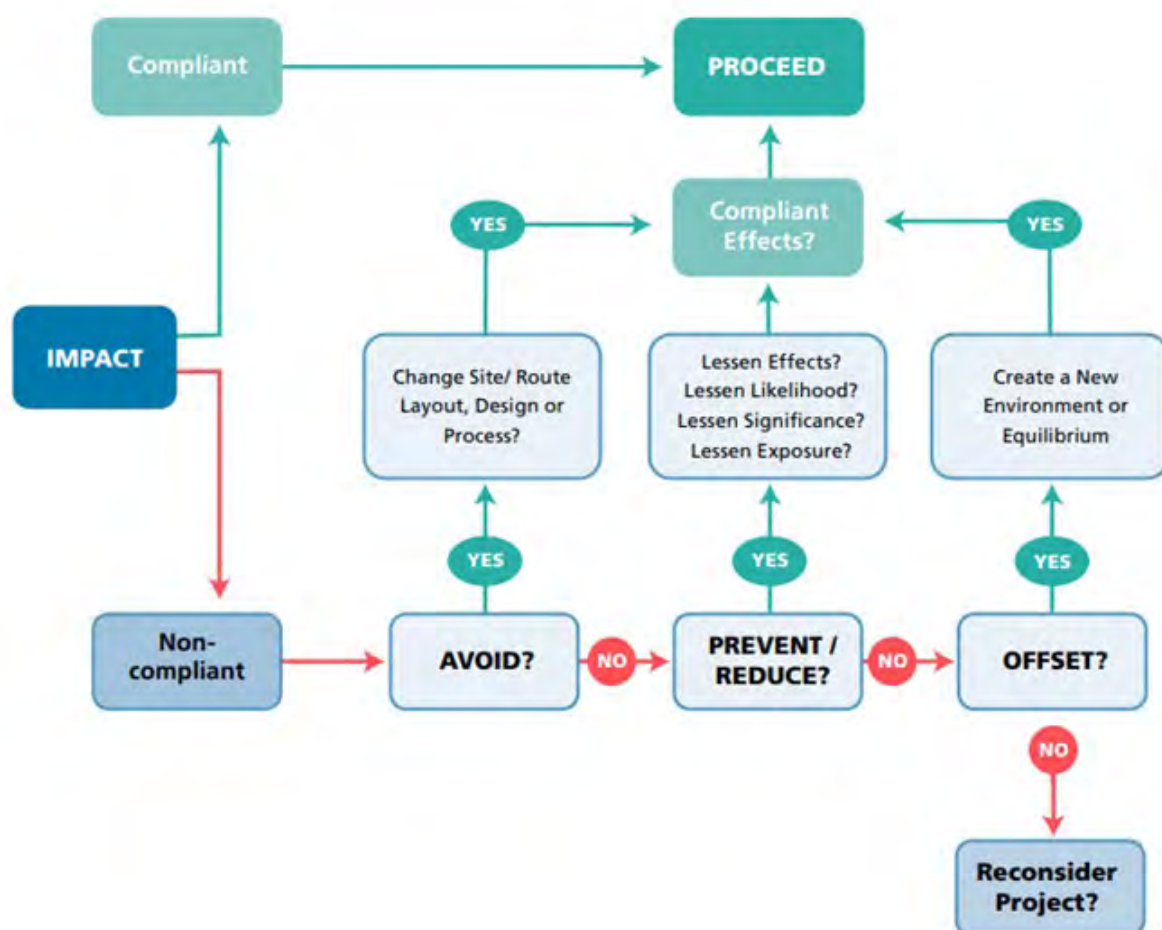 Compliant
PROCEED
YES
Compliant
Effects?
YES
IMPACT
Change Site/ Route
Layout, Design or
Process?
Lessen Effects?
Lessen Likelihood?
Lessen Significance?
Lessen Exposure?
Create a New
Environment or
Equilibrium
YES
YES
YES
Non-
compliant
AVOID?
NO
PREVENT /
REDUCE?
NO
OFFSET?
NO
Reconsider
Project?